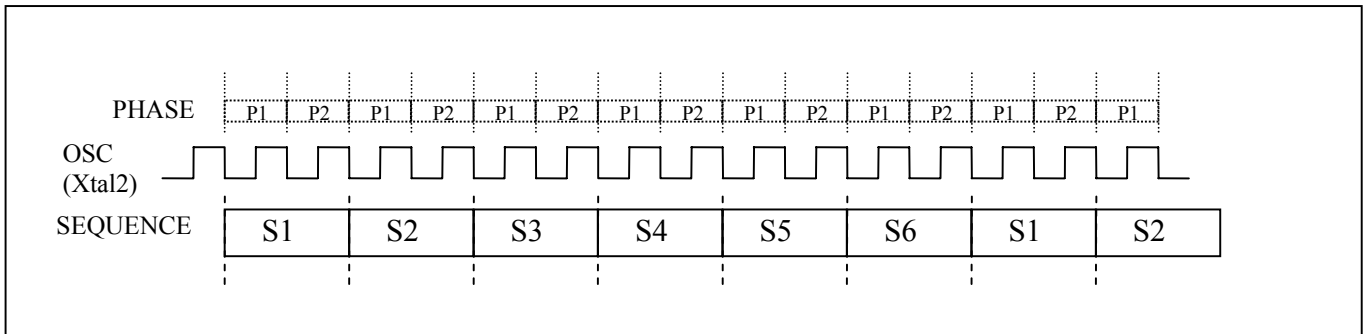 PHASE P1 P2 P1 P2 P1 P2 P1 P2 P1 P2 P1 P2 P1 P2 P1
OSC
(Xtal2)
SEQUENCE S1 S2 S3 S4 S5 S6 S1 S2